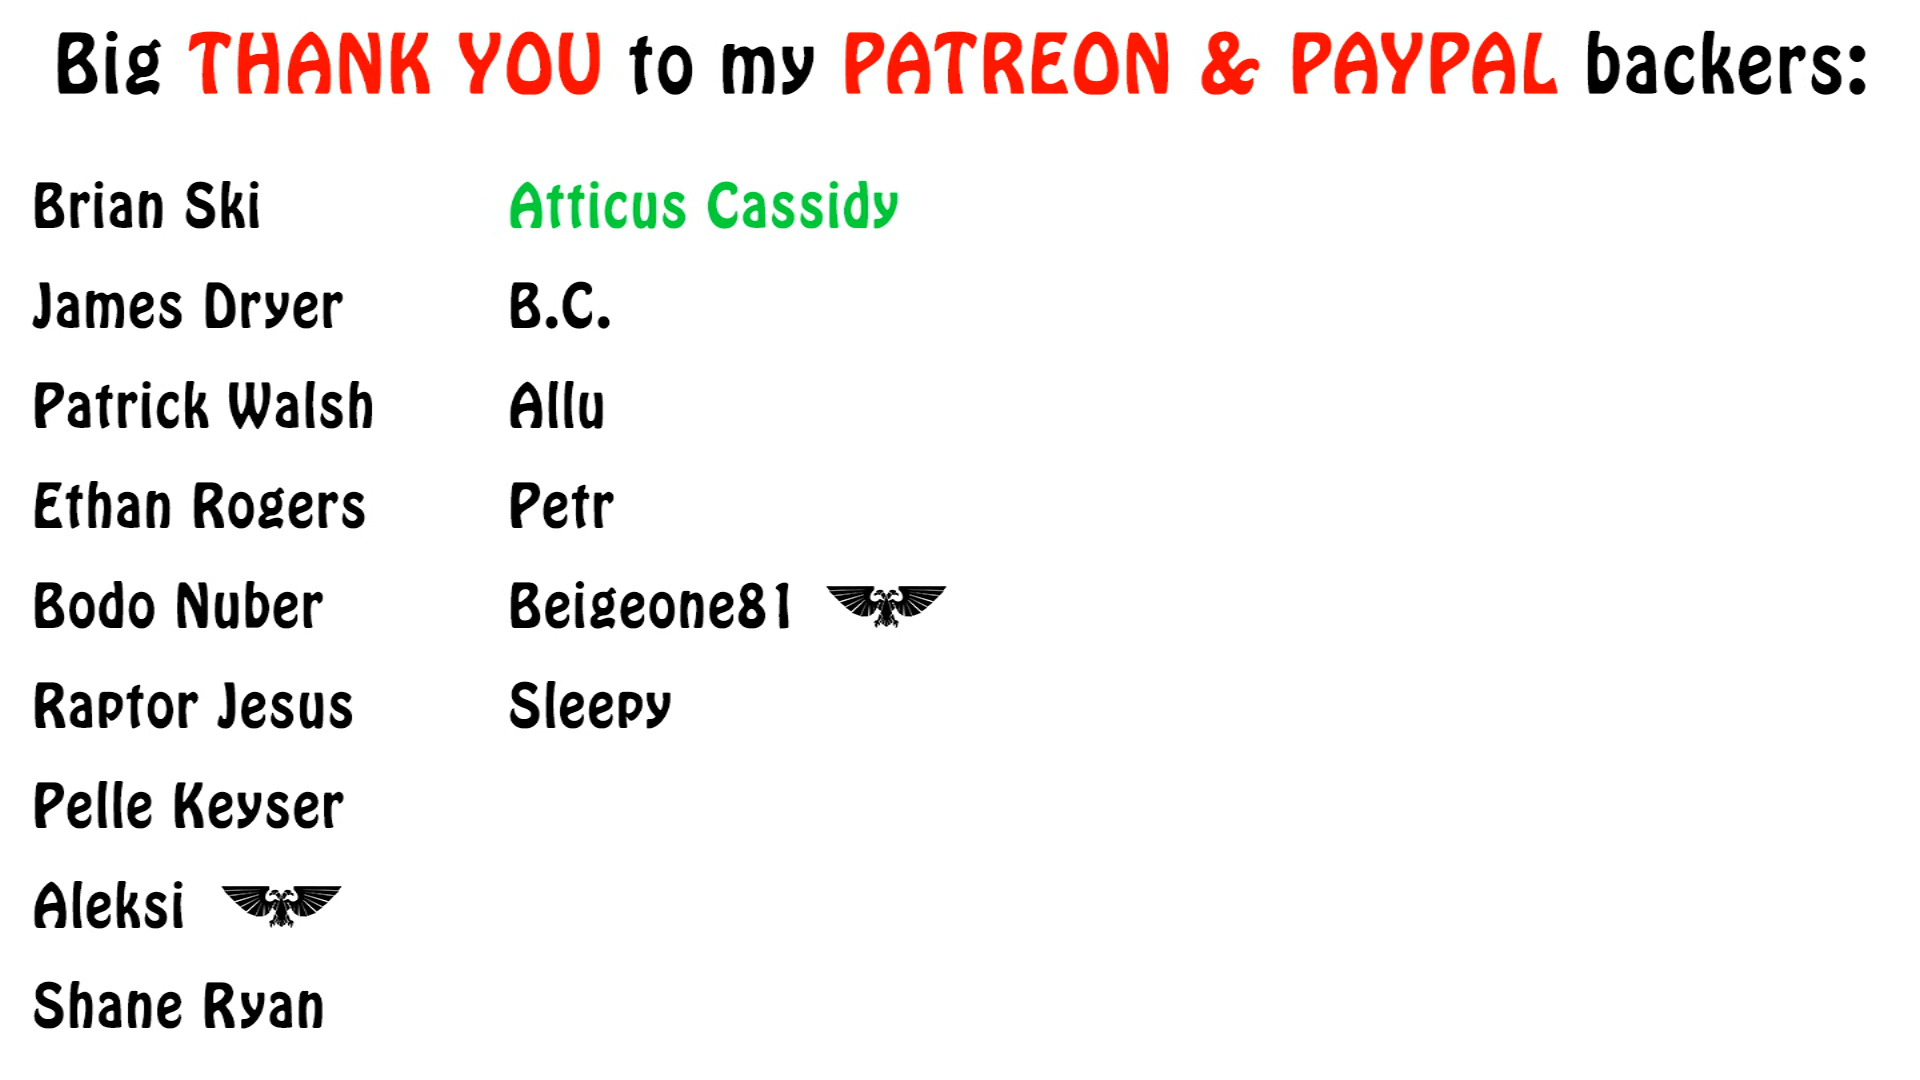 Big THANK YOU to my PATREON & PAYPAL backers:
Brian Ski
James Dryer
Patrick Walsh
Ethan Rogers
Bodo Nuber
Raptor Jesus
Pelle Keyser
Aleksi
Shane Ryan
Atticus Cassidy
B.C.
Allu
Petr
Beigeone81
Sleepy